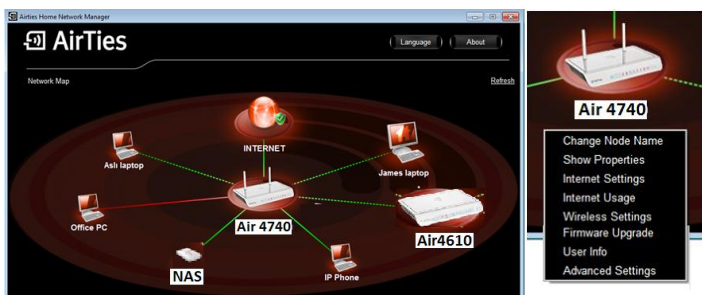 Airties Home Network Manager
AirTies
Language
About
Network Map
Refresh
INTERNET
Aslı laptop
James laptop
Air 4740
Office PC
Air4610
NAS
IP Phone
Air 4740
Change Node Name
Show Properties
Internet Settings
Internet Usage
Wireless Settings
Firmware Upgrade
User Info
Advanced Settings